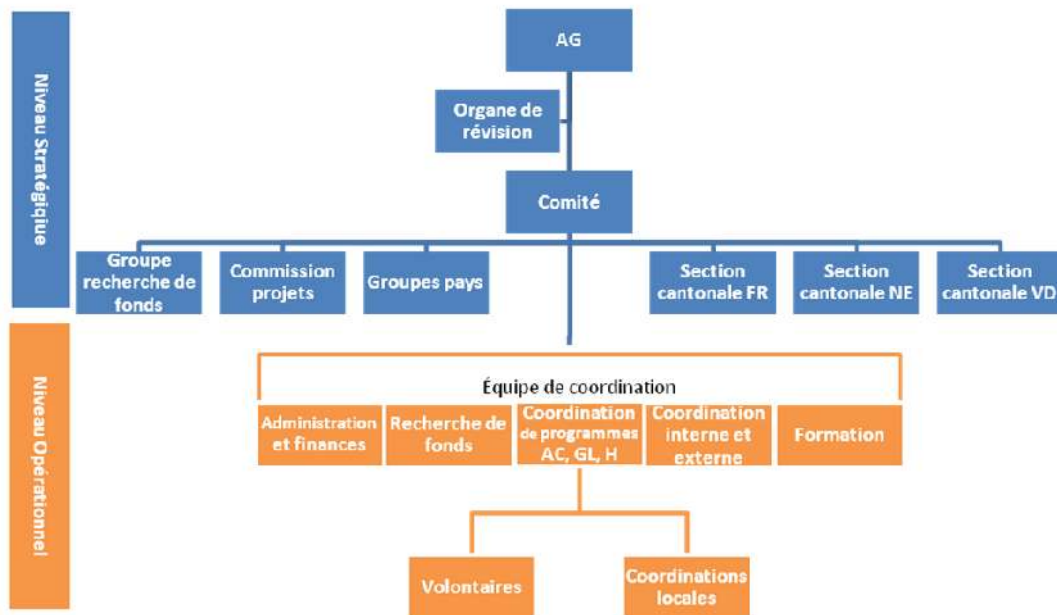 Niveau Stratégiqiue
AG
Organe de
révision
Comité
Groupe
recherche de
fonds
Commission
projets
Groupes pays
Section
cantonale FR
Section
cantonale NE
Section
cantonale VD
Niveau Opérationnel
Équipe de coordination
Administration
et finances
Recherche de
fonds
Coordination
de programmes
AC, GL, H
Coordination
interne et
externe
Formation
Volontaires
Coordinations
locales